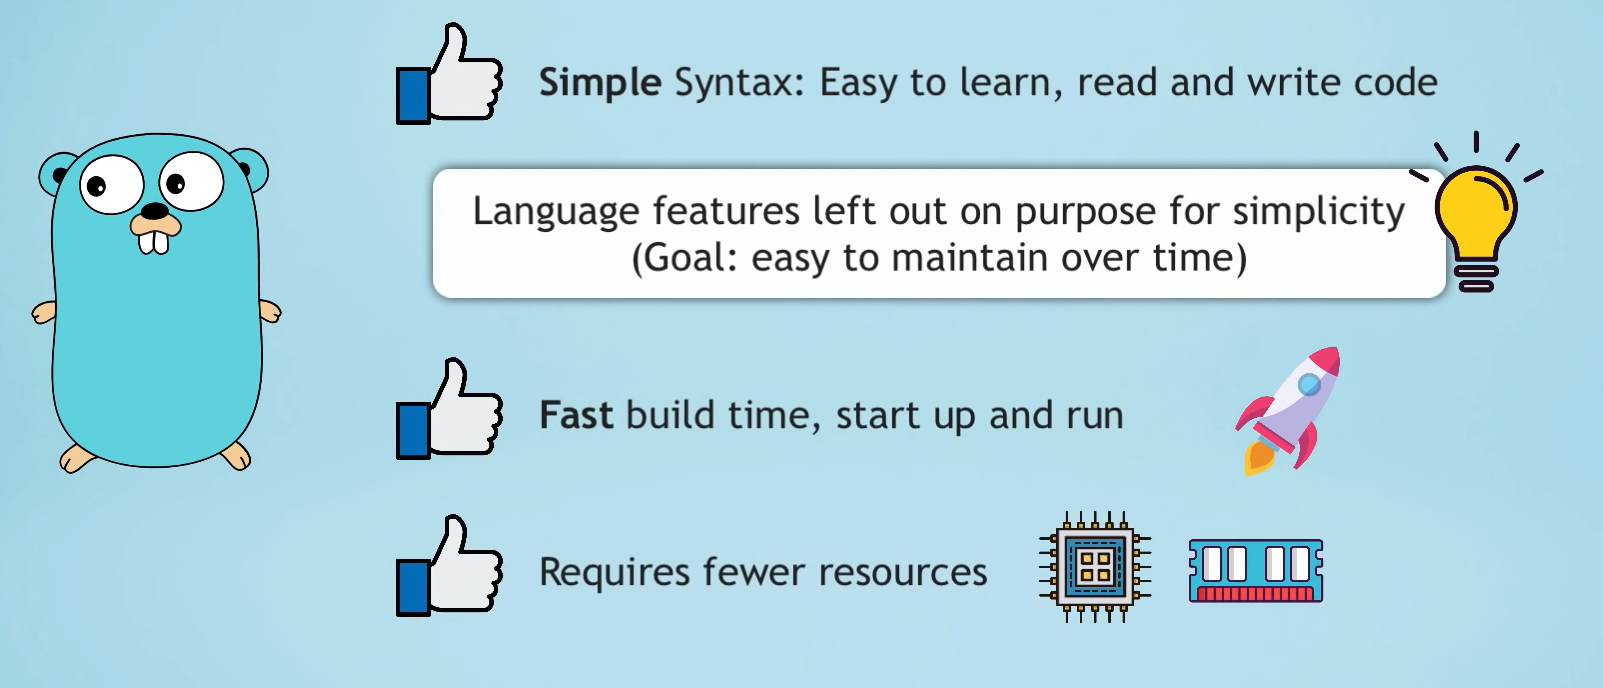 Simple Syntax: Easy to learn, read and write code
Language features left out on purpose for simplicity
(Goal: easy to maintain over time)
Fast build time, start up and run
Requires fewer resources